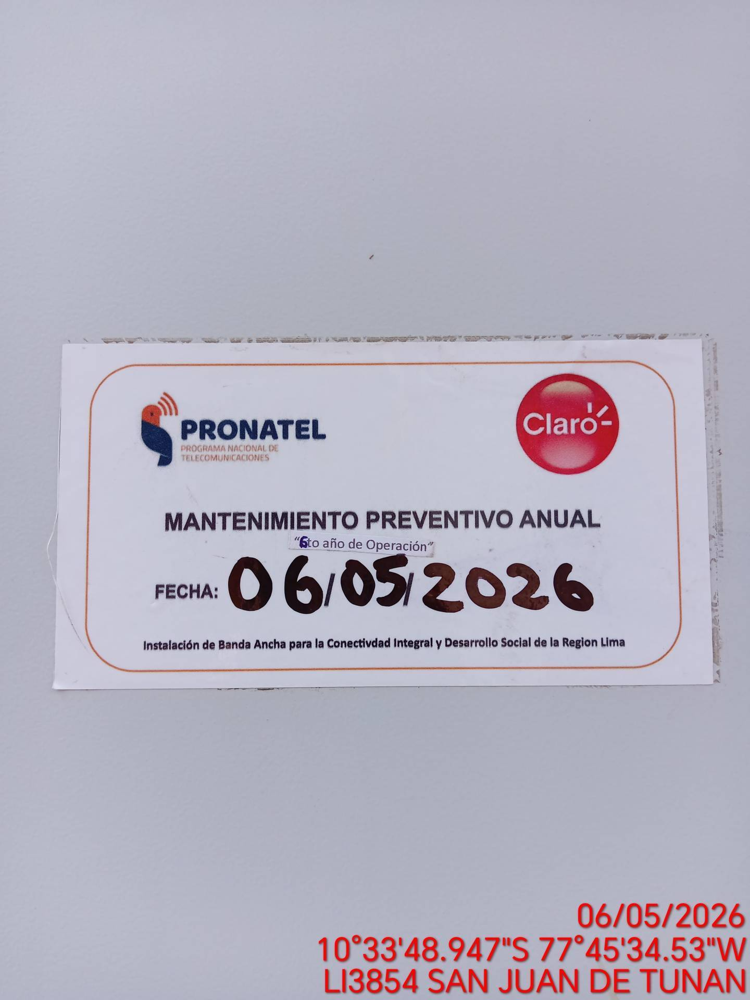 PRONATEL
PROGRAMA NACIONAL DE
TELECOMUNICACIONES
Claro
MANTENIMIENTO PREVENTIVO ANUAL
"6to año de Operación"
FECHA: 06/05/2026
Instalación de Banda Ancha para la Conectivdad Integral y Desarrollo Social de la Region Lima
06/05/2026
10°33'48.947"S 77°45'34.53"W
LI3854 SAN JUAN DE TUNAN